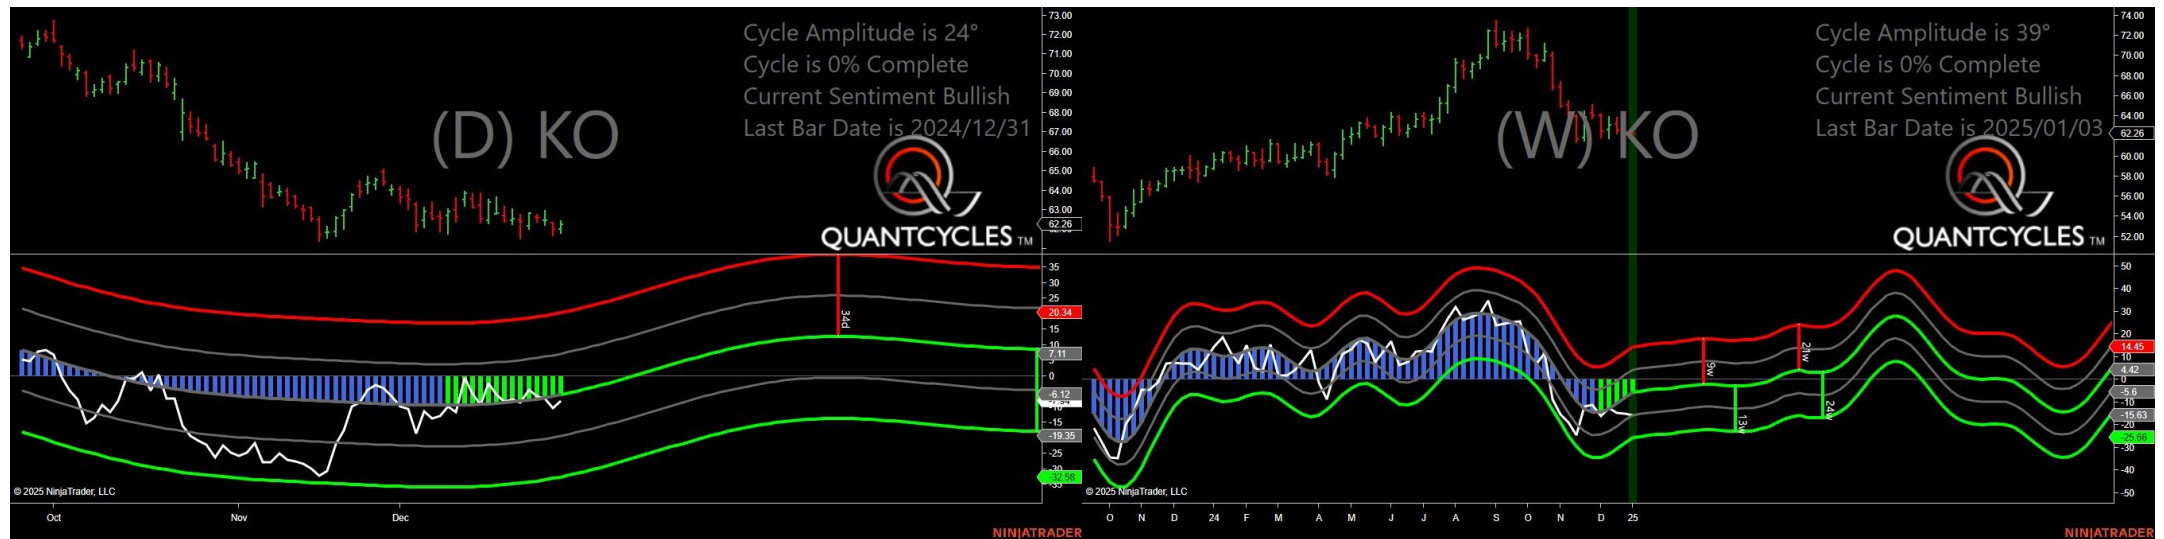 Cycle Amplitude is 24°
Cycle is 0% Complete
Current Sentiment Bullish
Last Bar Date is 2024/12/31
(D) KO
QUANTCYCLES TM
73.00
72.00
71.00
70.00
69.00
68.00
67.00
66.00
65.00
64.00
63.00
62.26
35
30
25
20.34
15
10
7.11
0
-6.12
-15
-19.35
-25
-30
-32.58
-35
34d
© 2025 NinjaTrader, LLC
Oct Nov Dec
NINJATRADER
Cycle Amplitude is 39°
Cycle is 0% Complete
Current Sentiment Bullish
Last Bar Date is 2025/01/03
(W) KO
QUANTCYCLES TM
74.00
72.00
70.00
68.00
66.00
64.00
62.26
60.00
58.00
56.00
54.00
52.00
50
40
30
20
14.45
10
4.42
0
-5.6
-10
-15.63
-20
-25.66
-30
-40
-50
9w
13w
21w
24w
© 2025 NinjaTrader, LLC
O N D 24 F M A M J J A S O N D 25
NINJATRADER